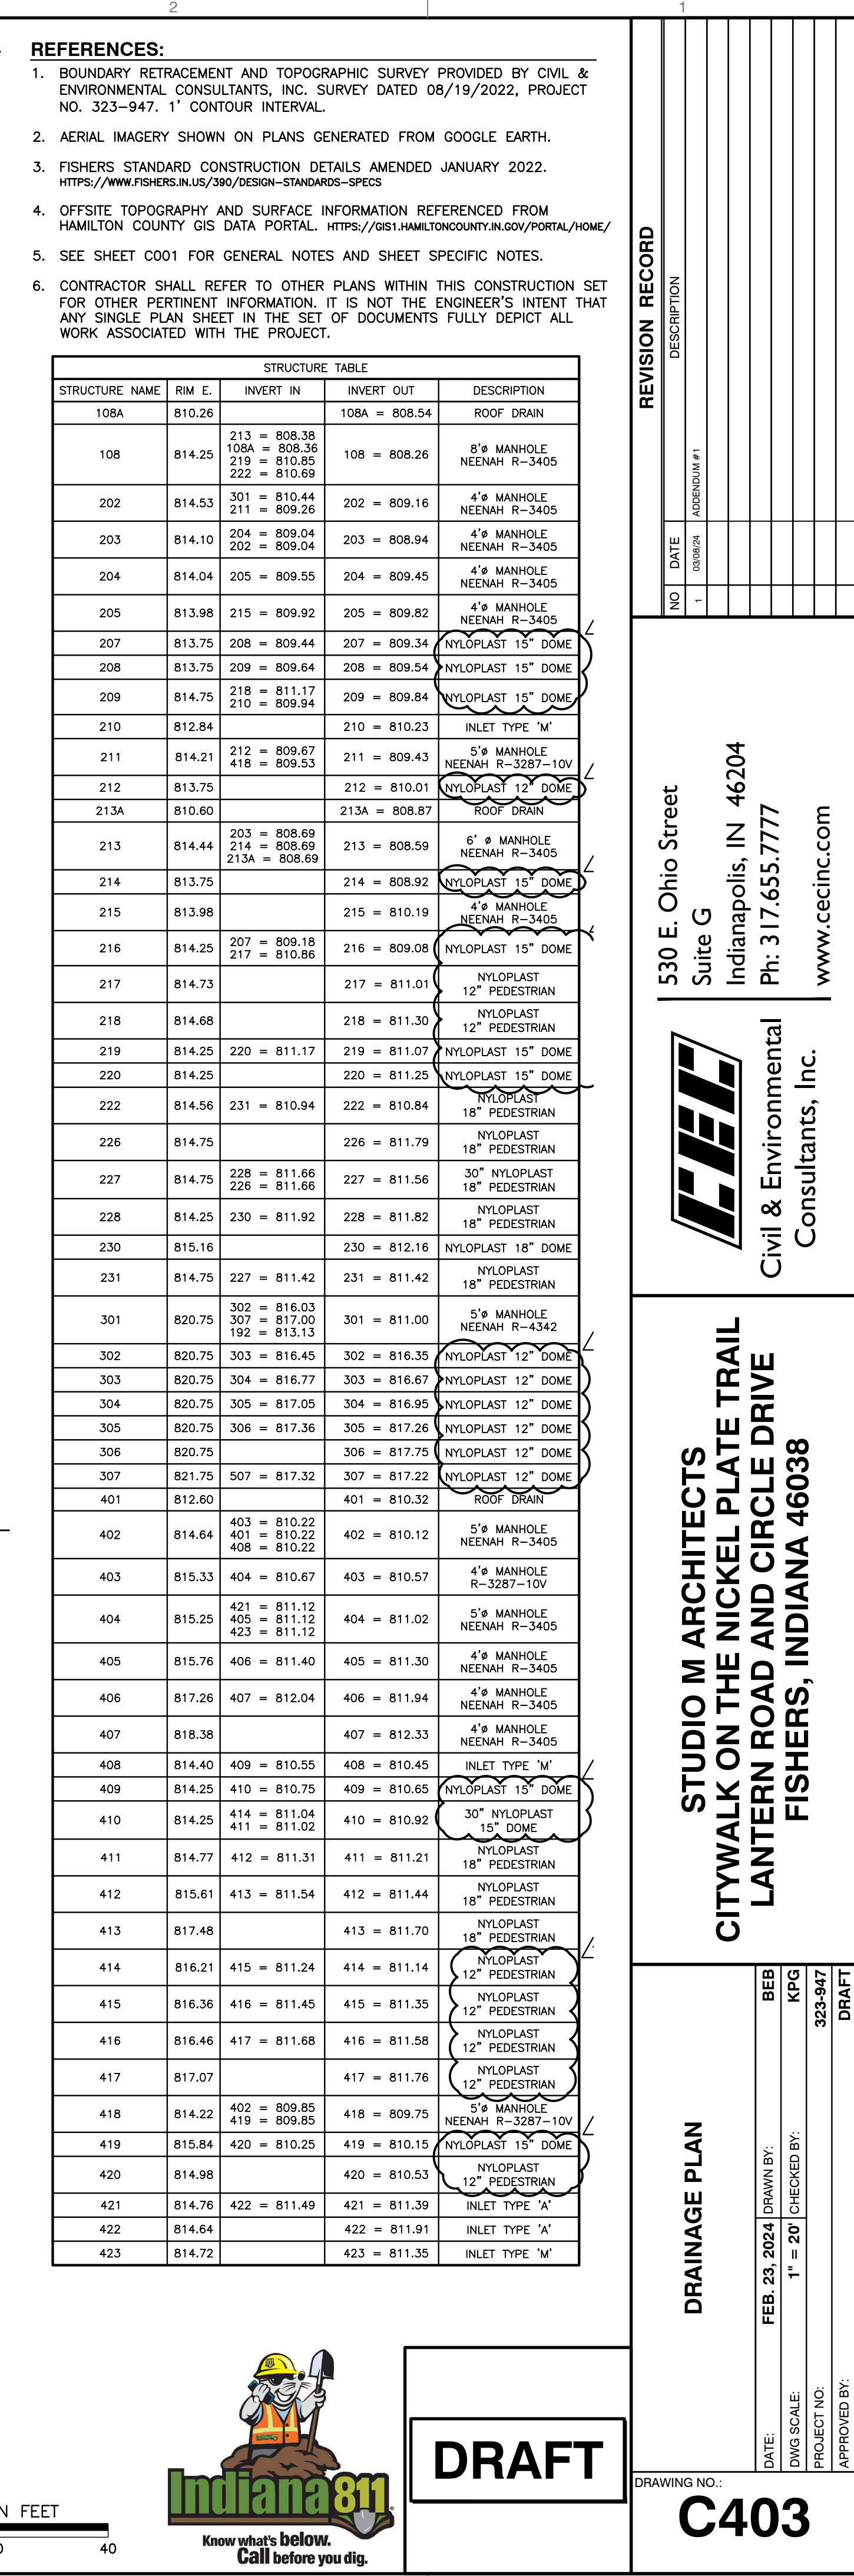 2
1
REFERENCES:
1. BOUNDARY RETRACEMENT AND TOPOGRAPHIC SURVEY PROVIDED BY CIVIL &
ENVIRONMENTAL CONSULTANTS, INC. SURVEY DATED 08/19/2022, PROJECT
NO. 323-947. 1' CONTOUR INTERVAL.
2. AERIAL IMAGERY SHOWN ON PLANS GENERATED FROM GOOGLE EARTH.
3. FISHERS STANDARD CONSTRUCTION DETAILS AMENDED JANUARY 2022.
HTTPS://WWW.FISHERS.IN.US/390/DESIGN-STANDARDS-SPECS
4. OFFSITE TOPOGRAPHY AND SURFACE INFORMATION REFERENCED FROM
HAMILTON COUNTY GIS DATA PORTAL. HTTPS://GIS1.HAMILTONCOUNTY.IN.GOV/PORTAL/HOME/
5. SEE SHEET C001 FOR GENERAL NOTES AND SHEET SPECIFIC NOTES.
6. CONTRACTOR SHALL REFER TO OTHER PLANS WITHIN THIS CONSTRUCTION SET
FOR OTHER PERTINENT INFORMATION. IT IS NOT THE ENGINEER'S INTENT THAT
ANY SINGLE PLAN SHEET IN THE SET OF DOCUMENTS FULLY DEPICT ALL
WORK ASSOCIATED WITH THE PROJECT.
STRUCTURE TABLE
STRUCTURE NAME RIM E. INVERT IN INVERT OUT DESCRIPTION
108A 810.26 108A = 808.54 ROOF DRAIN
213 = 808.38
108A = 808.36 8'ø MANHOLE
108 814.25 108 = 808.26
219 = 810.85 NEENAH R-3405
222 = 810.69
301 = 810.44 4'ø MANHOLE
202 814.53 202 = 809.16
211 = 809.26 NEENAH R-3405
204 = 809.04 4'ø MANHOLE
203 814.10 203 = 808.94
202 = 809.04 NEENAH R-3405
4'ø MANHOLE
204 814.04 205 = 809.55 204 = 809.45
NEENAH R-3405
4'ø MANHOLE
205 813.98 215 = 809.92 205 = 809.82
NEENAH R-3405
207 813.75 208 = 809.44 207 = 809.34 NYLOPLAST 15" DOME
208 813.75 209 = 809.64 208 = 809.54 NYLOPLAST 15" DOME
218 = 811.17
209 814.75 209 = 809.84 NYLOPLAST 15" DOME
210 = 809.94
210 812.84 210 = 810.23 INLET TYPE 'M'
212 = 809.67 5'ø MANHOLE
211 814.21 211 = 809.43
418 = 809.53 NEENAH R-3287-10V
212 813.75 212 = 810.01 NYLOPLAST 12" DOME
213A 810.60 213A = 808.87 ROOF DRAIN
203 = 808.69 6' ø MANHOLE
213 814.44 214 = 808.69 213 = 808.59
213A = 808.69 NEENAH R-3405
214 813.75 214 = 808.92 NYLOPLAST 15" DOME
4'ø MANHOLE
215 813.98 215 = 810.19
NEENAH R-3405
207 = 809.18
216 814.25 216 = 809.08 NYLOPLAST 15" DOME
217 = 810.86
NYLOPLAST
217 814.73 217 = 811.01
12" PEDESTRIAN
NYLOPLAST
218 814.68 218 = 811.30
12" PEDESTRIAN
219 814.25 220 = 811.17 219 = 811.07 NYLOPLAST 15" DOME
220 814.25 220 = 811.25 NYLOPLAST 15" DOME
NYLOPLAST
222 814.56 231 = 810.94 222 = 810.84
18" PEDESTRIAN
NYLOPLAST
226 814.75 226 = 811.79
18" PEDESTRIAN
228 = 811.66 30" NYLOPLAST
227 814.75 227 = 811.56
226 = 811.66 18" PEDESTRIAN
NYLOPLAST
228 814.25 230 = 811.92 228 = 811.82
18" PEDESTRIAN
230 815.16 230 = 812.16 NYLOPLAST 18" DOME
NYLOPLAST
231 814.75 227 = 811.42 231 = 811.42
18" PEDESTRIAN
302 = 816.03 5'ø MANHOLE
301 820.75 307 = 817.00 301 = 811.00
192 = 813.13 NEENAH R-4342
302 820.75 303 = 816.45 302 = 816.35 NYLOPLAST 12" DOME
303 820.75 304 = 816.77 303 = 816.67 NYLOPLAST 12" DOME
304 820.75 305 = 817.05 304 = 816.95 NYLOPLAST 12" DOME
305 820.75 306 = 817.36 305 = 817.26 NYLOPLAST 12" DOME
306 820.75 306 = 817.75 NYLOPLAST 12" DOME
307 821.75 507 = 817.32 307 = 817.22 NYLOPLAST 12" DOME
401 812.60 401 = 810.32 ROOF DRAIN
403 = 810.22 5'ø MANHOLE
402 814.64 401 = 810.22 402 = 810.12
408 = 810.22 NEENAH R-3405
4'ø MANHOLE
403 815.33 404 = 810.67 403 = 810.57
R-3287-10V
421 = 811.12 5'ø MANHOLE
404 815.25 405 = 811.12 404 = 811.02
423 = 811.12 NEENAH R-3405
4'ø MANHOLE
405 815.76 406 = 811.40 405 = 811.30
NEENAH R-3405
4'ø MANHOLE
406 817.26 407 = 812.04 406 = 811.94
NEENAH R-3405
4'ø MANHOLE
407 818.38 407 = 812.33
NEENAH R-3405
408 814.40 409 = 810.55 408 = 810.45 INLET TYPE 'M'
409 814.25 410 = 810.75 409 = 810.65 NYLOPLAST 15" DOME
414 = 811.04 30" NYLOPLAST
410 814.25 410 = 810.92
411 = 811.02 15" DOME
NYLOPLAST
411 814.77 412 = 811.31 411 = 811.21
18" PEDESTRIAN
NYLOPLAST
412 815.61 413 = 811.54 412 = 811.44
18" PEDESTRIAN
NYLOPLAST
413 817.48 413 = 811.70
18" PEDESTRIAN
NYLOPLAST
414 816.21 415 = 811.24 414 = 811.14
12" PEDESTRIAN
NYLOPLAST
415 816.36 416 = 811.45 415 = 811.35
12" PEDESTRIAN
NYLOPLAST
416 816.46 417 = 811.68 416 = 811.58
12" PEDESTRIAN
NYLOPLAST
417 817.07 417 = 811.76
12" PEDESTRIAN
402 = 809.85 5'ø MANHOLE
418 814.22 418 = 809.75
419 = 809.85 NEENAH R-3287-10V
419 815.84 420 = 810.25 419 = 810.15 NYLOPLAST 15" DOME
NYLOPLAST
420 814.98 420 = 810.53
12" PEDESTRIAN
421 814.76 422 = 811.49 421 = 811.39 INLET TYPE 'A'
422 814.64 422 = 811.91 INLET TYPE 'A'
423 814.72 423 = 811.35 INLET TYPE 'M'
Indiana 811
Know what's below.
Call before you dig.
N FEET
0 40
DRAFT
REVISION RECORD
NO DATE DESCRIPTION
1 03/08/24 ADDENDUM #1
530 E. Ohio Street
Suite G
Indianapolis, IN 46204
Ph: 317.655.7777
www.cecinc.com
CEC
Civil & Environmental
Consultants, Inc.
STUDIO M ARCHITECTS
CITYWALK ON THE NICKEL PLATE TRAIL
LANTERN ROAD AND CIRCLE DRIVE
FISHERS, INDIANA 46038
DRAINAGE PLAN
DATE: FEB. 23, 2024 DRAWN BY: BEB
DWG SCALE: 1" = 20' CHECKED BY: KPG
PROJECT NO: 323-947
APPROVED BY: DRAFT
DRAWING NO.:
C403